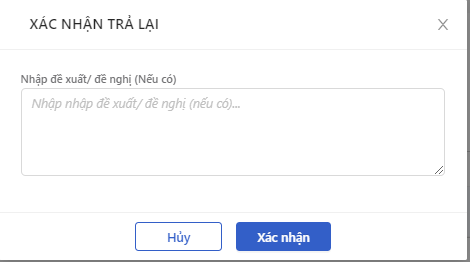 XÁC NHẬN TRẢ LẠI
Nhập đề xuất/ đề nghị (Nếu có)
Nhập nhập đề xuất/ đề nghị (nếu có)...
Hủy
Xác nhận